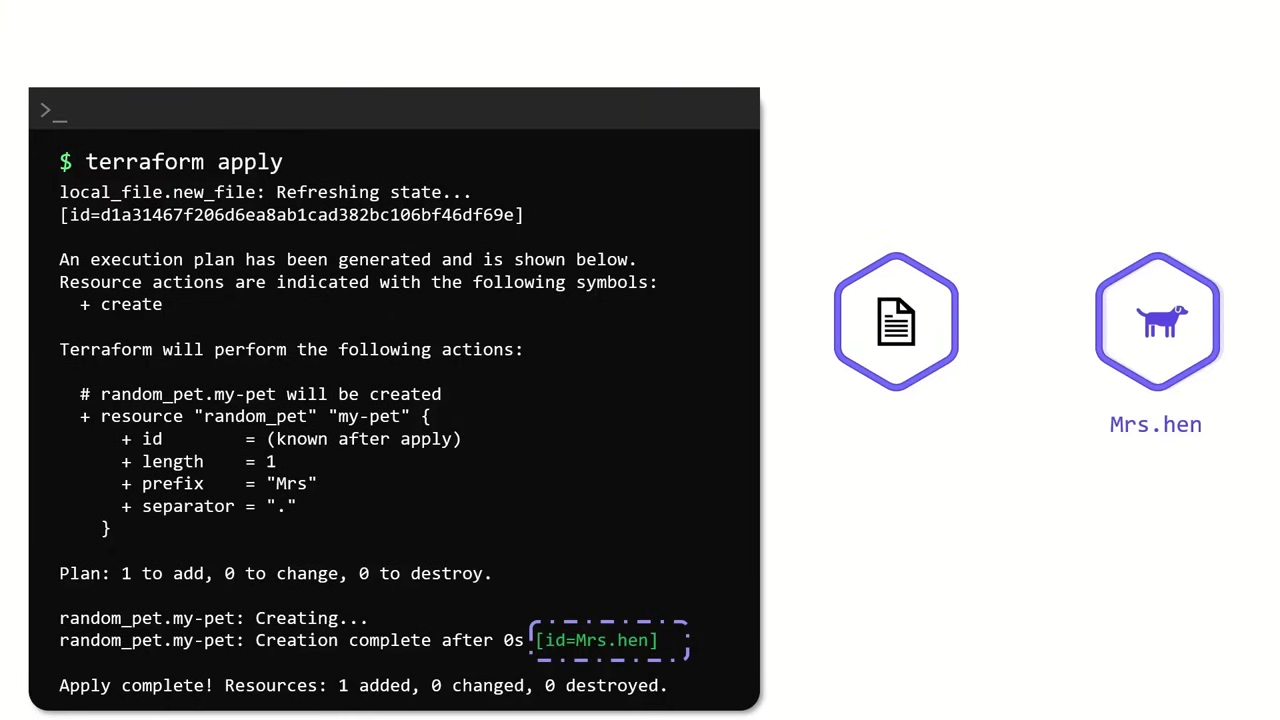 >_
$ terraform apply
local_file.new_file: Refreshing state...
[id=d1a31467f206d6ea8ab1cad382bc106bf46df69e]
An execution plan has been generated and is shown below.
Resource actions are indicated with the following symbols:
+ create
Terraform will perform the following actions:
# random_pet.my-pet will be created
+ resource "random_pet" "my-pet" {
+ id = (known after apply)
+ length = 1
+ prefix = "Mrs"
+ separator = "."
}
Plan: 1 to add, 0 to change, 0 to destroy.
random_pet.my-pet: Creating...
random_pet.my-pet: Creation complete after 0s [id=Mrs.hen]
Apply complete! Resources: 1 added, 0 changed, 0 destroyed.
Mrs.hen